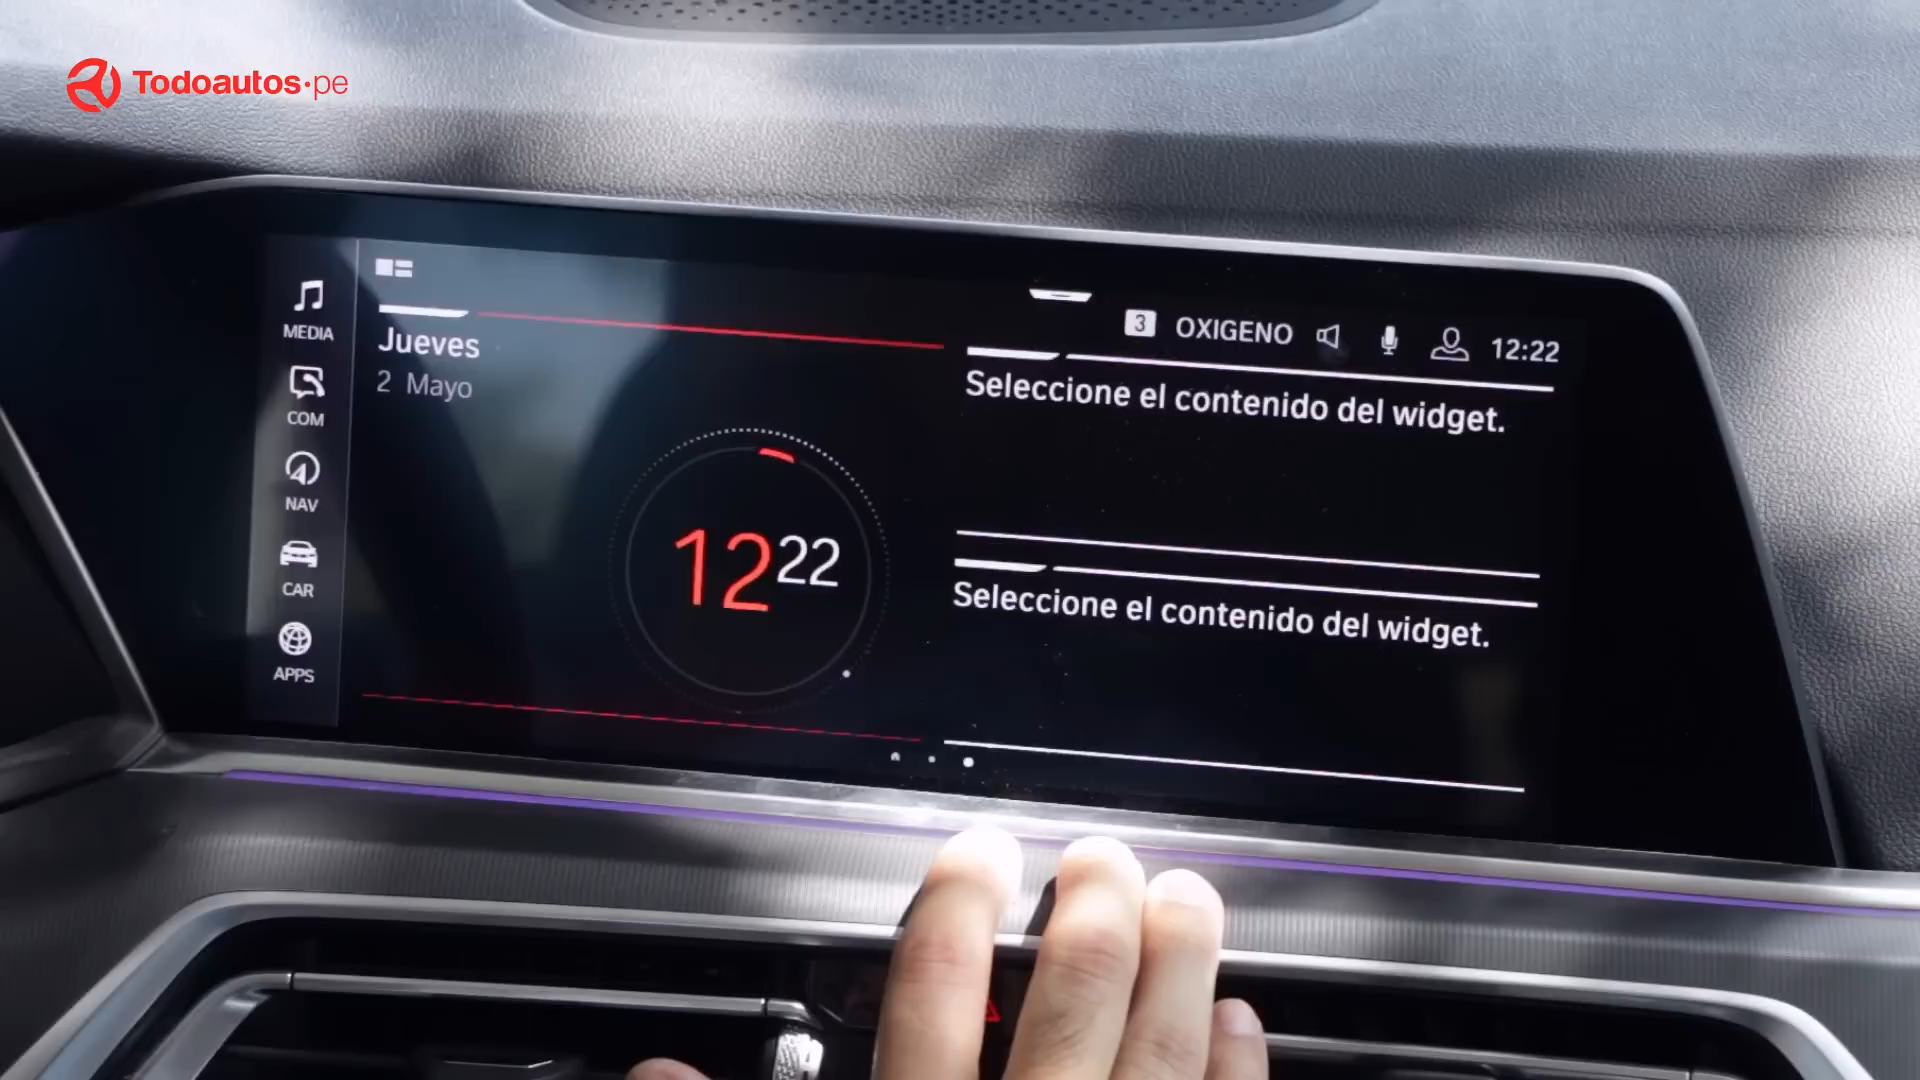 Todoautos.pe
MEDIA
COM
NAV
CAR
APPS
Jueves
2 Mayo
12 22
3 OXIGENO 12:22
Seleccione el contenido del widget.
Seleccione el contenido del widget.